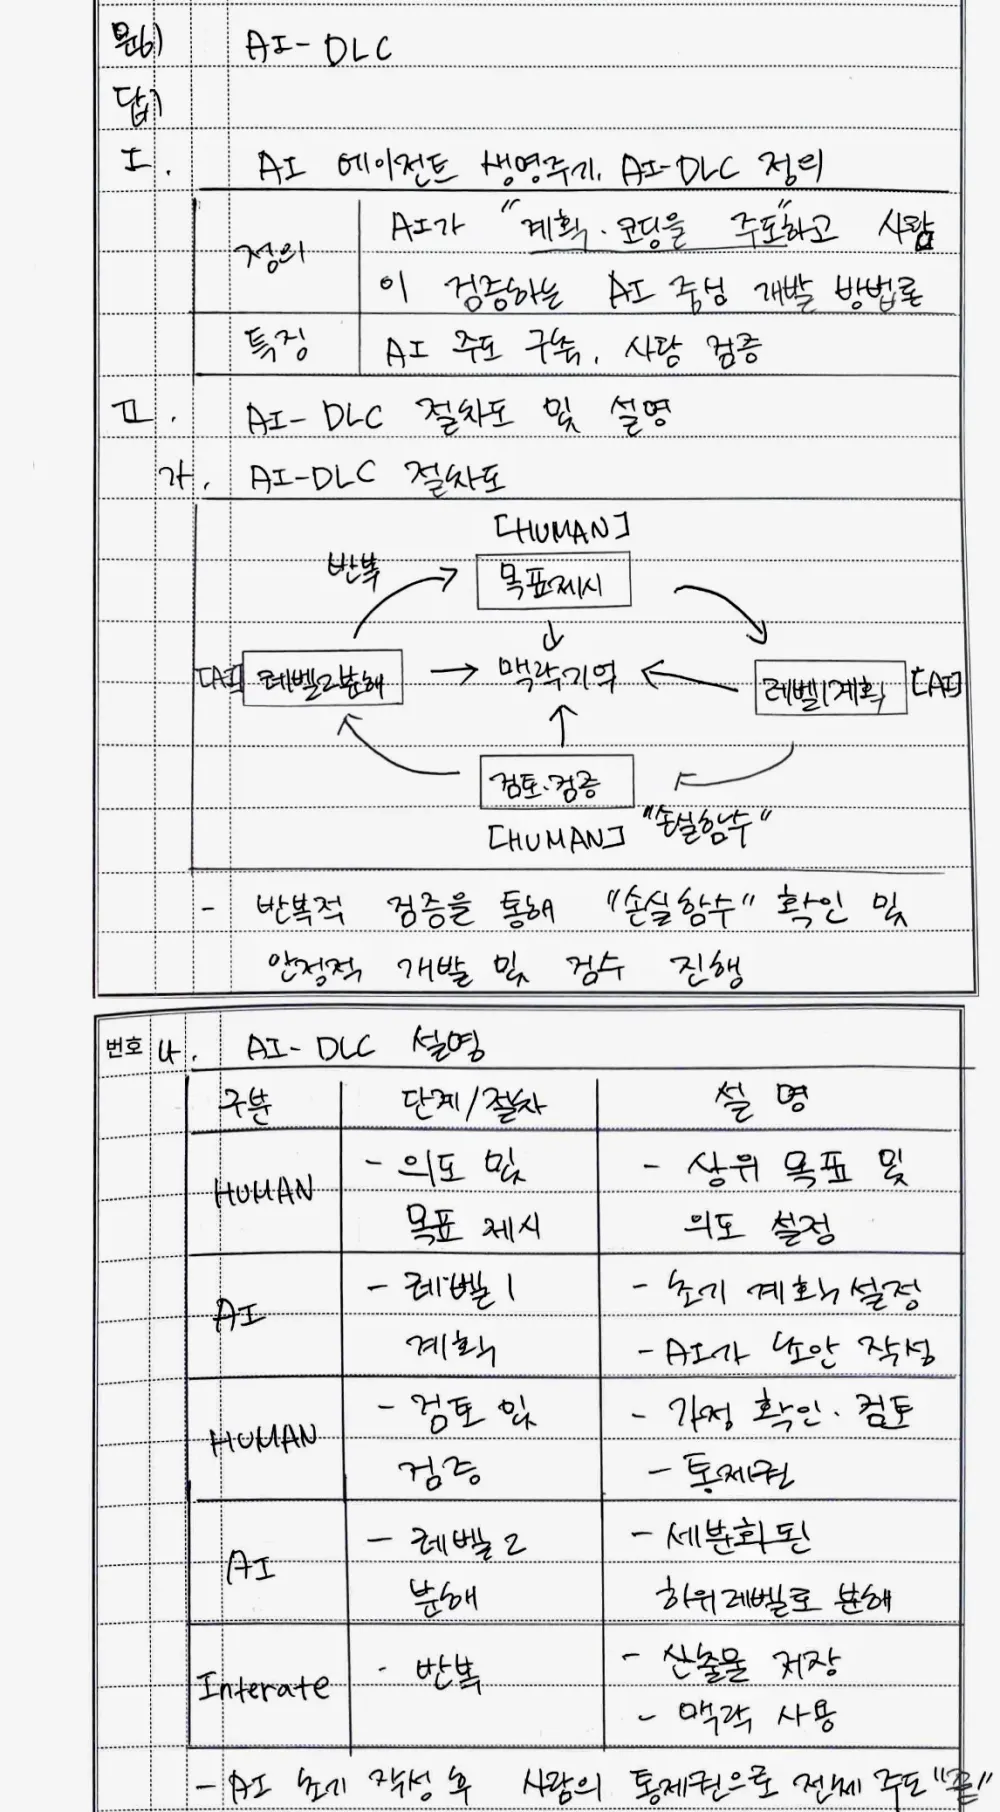 문6) AI-DLC
답)
I. AI 에이전트 생명주기, AI-DLC 정의
정의 AI가 "계획·코딩을 주도"하고 사람
이 검증하는 AI 중심 개발 방법론
특징 AI 주도 구축, 사람 검증
II. AI-DLC 절차도 및 설명
가. AI-DLC 절차도
[HUMAN]
반복 목표제시
[AI] 레벨2분해 맥락기억 레벨1계획 [AI]
검토·검증
[HUMAN] "손실함수"
- 반복적 검증을 통해 "손실함수" 확인 및
안정적 개발 및 검수 진행
번호 나. AI-DLC 설명
구분 단계/절차 설명
HUMAN - 의도 및 목표 제시 - 상위 목표 및 의도 설정
AI - 레벨1 계획 - 초기 계획 설정
- AI가 초안 작성
HUMAN - 검토 및 검증 - 가정 확인·검토
- 통제권
AI - 레벨2 분해 - 세분화된 하위레벨로 분해
Interate - 반복 - 산출물 저장
- 맥락 사용
- AI 초기 작성 후 사람의 통제권으로 전체 주도 "끝"